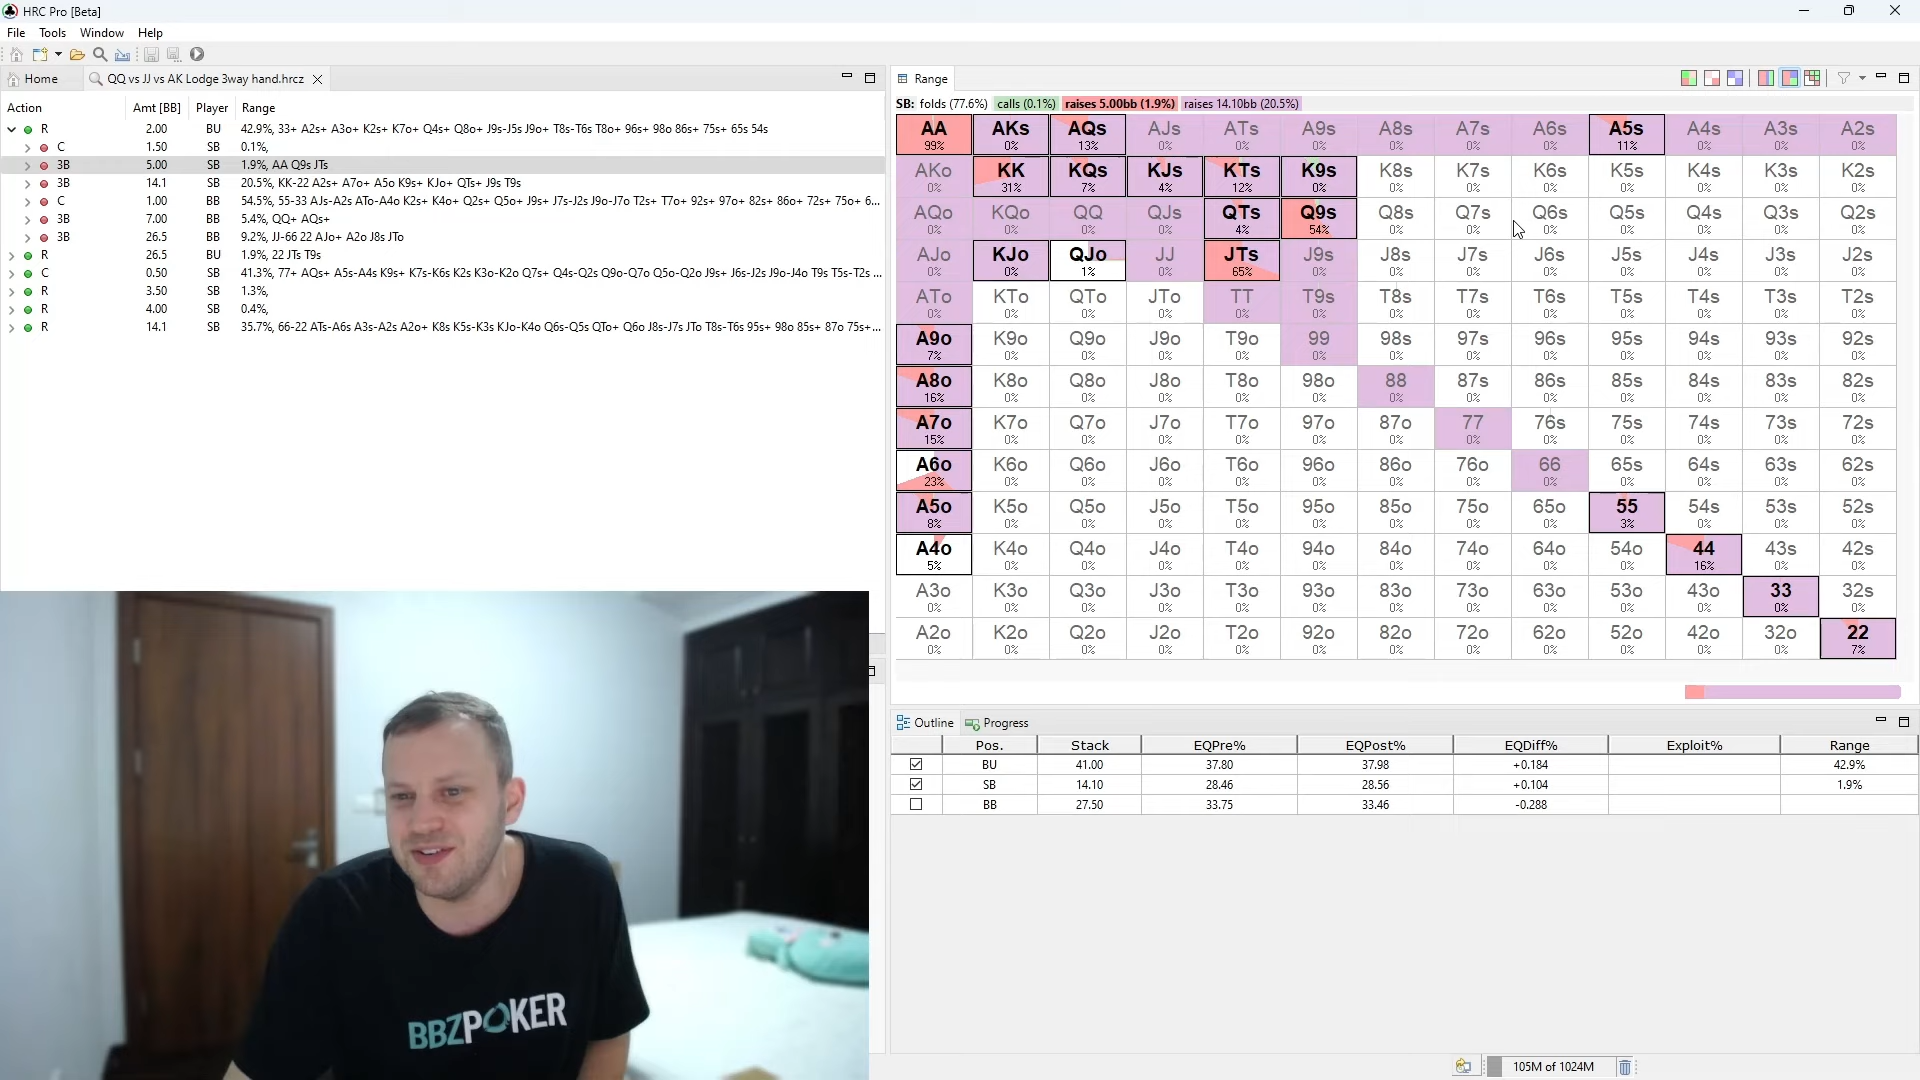 HRC Pro [Beta]
File Tools Window Help
Home QQ vs JJ vs AK Lodge 3way hand.hrcz
Action Amt [BB] Player Range
R 2.00 BU 42.9%, 33+ A2s+ A3o+ K2s+ K7o+ Q4s+ Q8o+ J9s-J5s J9o+ T8s-T6s T8o+ 96s+ 98o 86s+ 75s+ 65s 54s
C 1.50 SB 0.1%,
3B 5.00 SB 1.9%, AA Q9s JTs
3B 14.1 SB 20.5%, KK-22 A2s+ A7o+ A5o K9s+ KJo+ QTs+ J9s T9s
C 1.00 BB 54.5%, 55-33 AJs-A2s ATo-A4o K2s+ K4o+ Q2s+ Q5o+ J9s+ J7s-J2s J9o-J7o T2s+ T7o+ 92s+ 97o+ 82s+ 86o+ 72s+ 75o+ 6...
3B 7.00 BB 5.4%, QQ+ AQs+
3B 26.5 BB 9.2%, JJ-66 22 AJo+ A2o J8s JTo
R 26.5 BU 1.9%, 22 JTs T9s
C 0.50 SB 41.3%, 77+ AQs+ A5s-A4s K9s+ K7s-K6s K2s K3o-K2o Q7s+ Q4s-Q2s Q9o-Q7o Q5o-Q2o J9s+ J6s-J2s J9o-J4o T9s T5s-T2s ...
R 3.50 SB 1.3%,
R 4.00 SB 0.4%,
R 14.1 SB 35.7%, 66-22 ATs-A6s A3s-A2s A2o+ K8s K5s-K3s KJo-K4o Q6s-Q5s QTo+ Q6o J8s-J7s JTo T8s-T6s 95s+ 98o 85s+ 87o 75s+...
Range
SB: folds (77.6%) calls (0.1%) raises 5.00bb (1.9%) raises 14.10bb (20.5%)
AA AKs AQs AJs ATs A9s A8s A7s A6s A5s A4s A3s A2s
99% 0% 13% 0% 0% 0% 0% 0% 0% 11% 0% 0% 0%
AKo KK KQs KJs KTs K9s K8s K7s K6s K5s K4s K3s K2s
0% 31% 7% 4% 12% 0% 0% 0% 0% 0% 0% 0% 0%
AQo KQo QQ QJs QTs Q9s Q8s Q7s Q6s Q5s Q4s Q3s Q2s
0% 0% 0% 0% 4% 54% 0% 0% 0% 0% 0% 0% 0%
AJo KJo QJo JJ JTs J9s J8s J7s J6s J5s J4s J3s J2s
0% 0% 1% 0% 65% 0% 0% 0% 0% 0% 0% 0% 0%
ATo KTo QTo JTo TT T9s T8s T7s T6s T5s T4s T3s T2s
0% 0% 0% 0% 0% 0% 0% 0% 0% 0% 0% 0% 0%
A9o K9o Q9o J9o T9o 99 98s 97s 96s 95s 94s 93s 92s
7% 0% 0% 0% 0% 0% 0% 0% 0% 0% 0% 0% 0%
A8o K8o Q8o J8o T8o 98o 88 87s 86s 85s 84s 83s 82s
16% 0% 0% 0% 0% 0% 0% 0% 0% 0% 0% 0% 0%
A7o K7o Q7o J7o T7o 97o 87o 77 76s 75s 74s 73s 72s
15% 0% 0% 0% 0% 0% 0% 0% 0% 0% 0% 0% 0%
A6o K6o Q6o J6o T6o 96o 86o 76o 66 65s 64s 63s 62s
23% 0% 0% 0% 0% 0% 0% 0% 0% 0% 0% 0% 0%
A5o K5o Q5o J5o T5o 95o 85o 75o 65o 55 54s 53s 52s
8% 0% 0% 0% 0% 0% 0% 0% 0% 3% 0% 0% 0%
A4o K4o Q4o J4o T4o 94o 84o 74o 64o 54o 44 43s 42s
5% 0% 0% 0% 0% 0% 0% 0% 0% 0% 16% 0% 0%
A3o K3o Q3o J3o T3o 93o 83o 73o 63o 53o 43o 33 32s
0% 0% 0% 0% 0% 0% 0% 0% 0% 0% 0% 0% 0%
A2o K2o Q2o J2o T2o 92o 82o 72o 62o 52o 42o 32o 22
0% 0% 0% 0% 0% 0% 0% 0% 0% 0% 0% 0% 7%
Outline Progress
Pos. Stack EQPre% EQPost% EQDiff% Exploit% Range
BU 41.00 37.80 37.98 +0.184 42.9%
SB 14.10 28.46 28.56 +0.104 1.9%
BB 27.50 33.75 33.46 -0.288
105M of 1024M
BBZPOKER